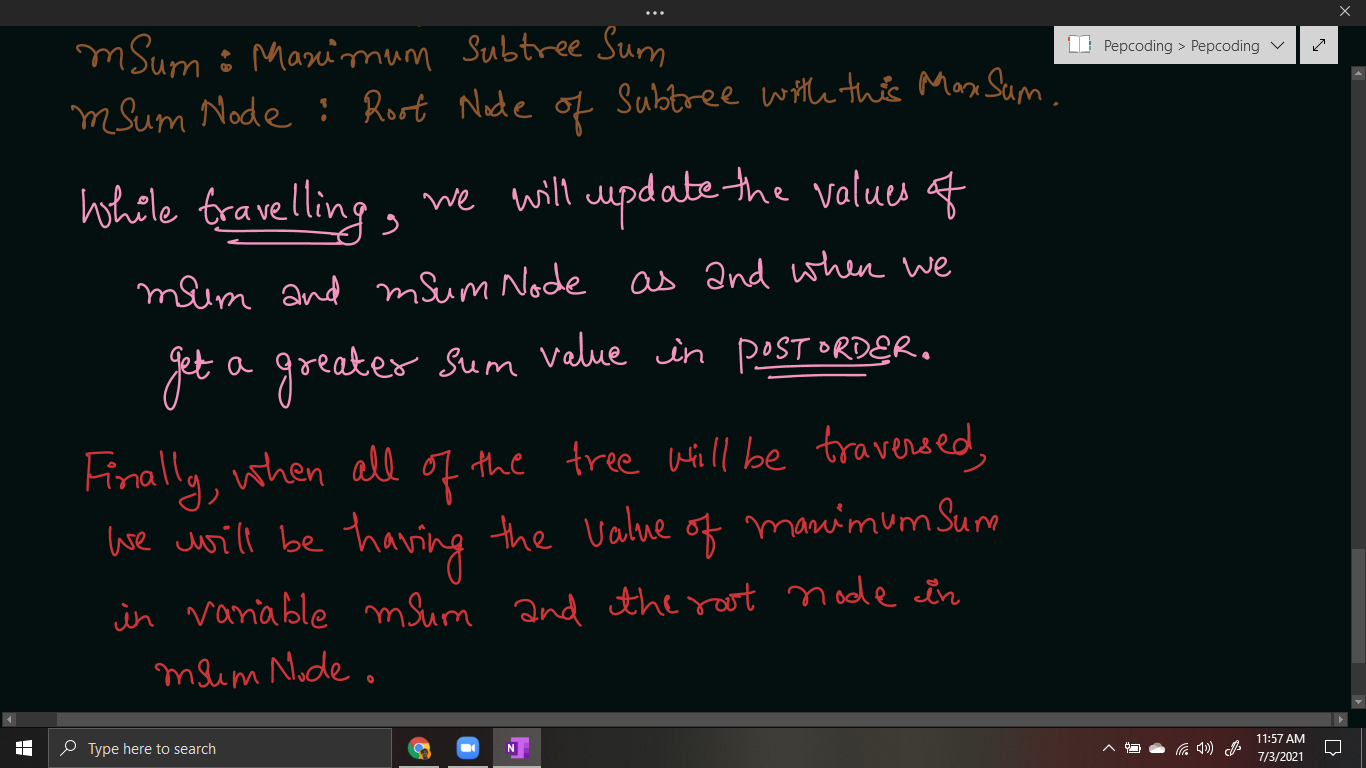 mSum : Maximum Subtree Sum
Pepcoding > Pepcoding
mSum Node : Root Node of Subtree with this Max Sum.
While travelling, we will update the values of
mSum and mSum Node as and when we
get a greater sum value in POSTORDER.
Finally, when all of the tree will be traversed,
we will be having the value of maximum Sum
in variable mSum and the root node in
mSum Node.
Type here to search
11:57 AM
7/3/2021